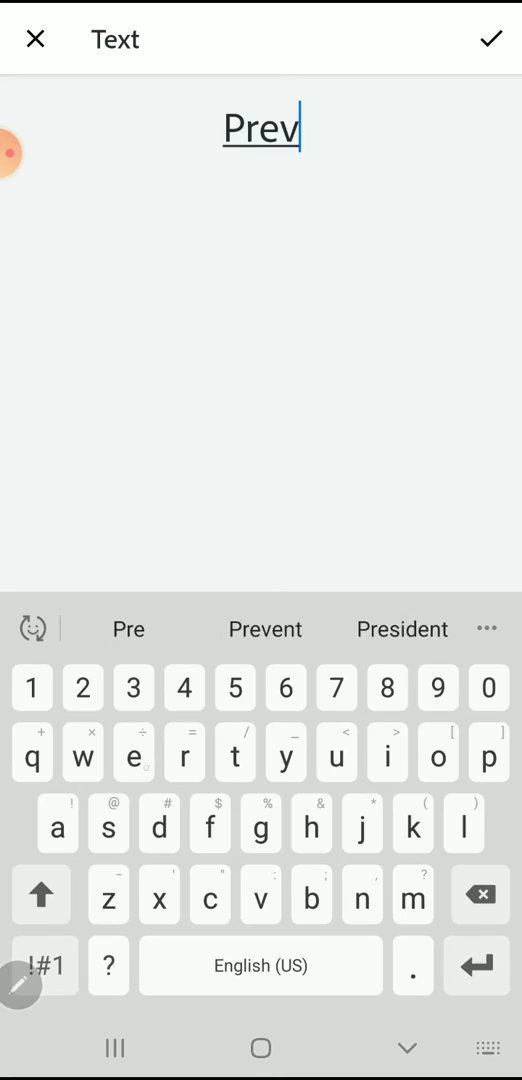 Text
Prev
Pre Prevent President
1 2 3 4 5 6 7 8 9 0
+ × ÷ = / _ < > [ ]
q w e r t y u i o p
! @ # $ % & * ( )
a s d f g h j k l
- ' " : ; , ?
z x c v b n m
!#1 ? English (US) .